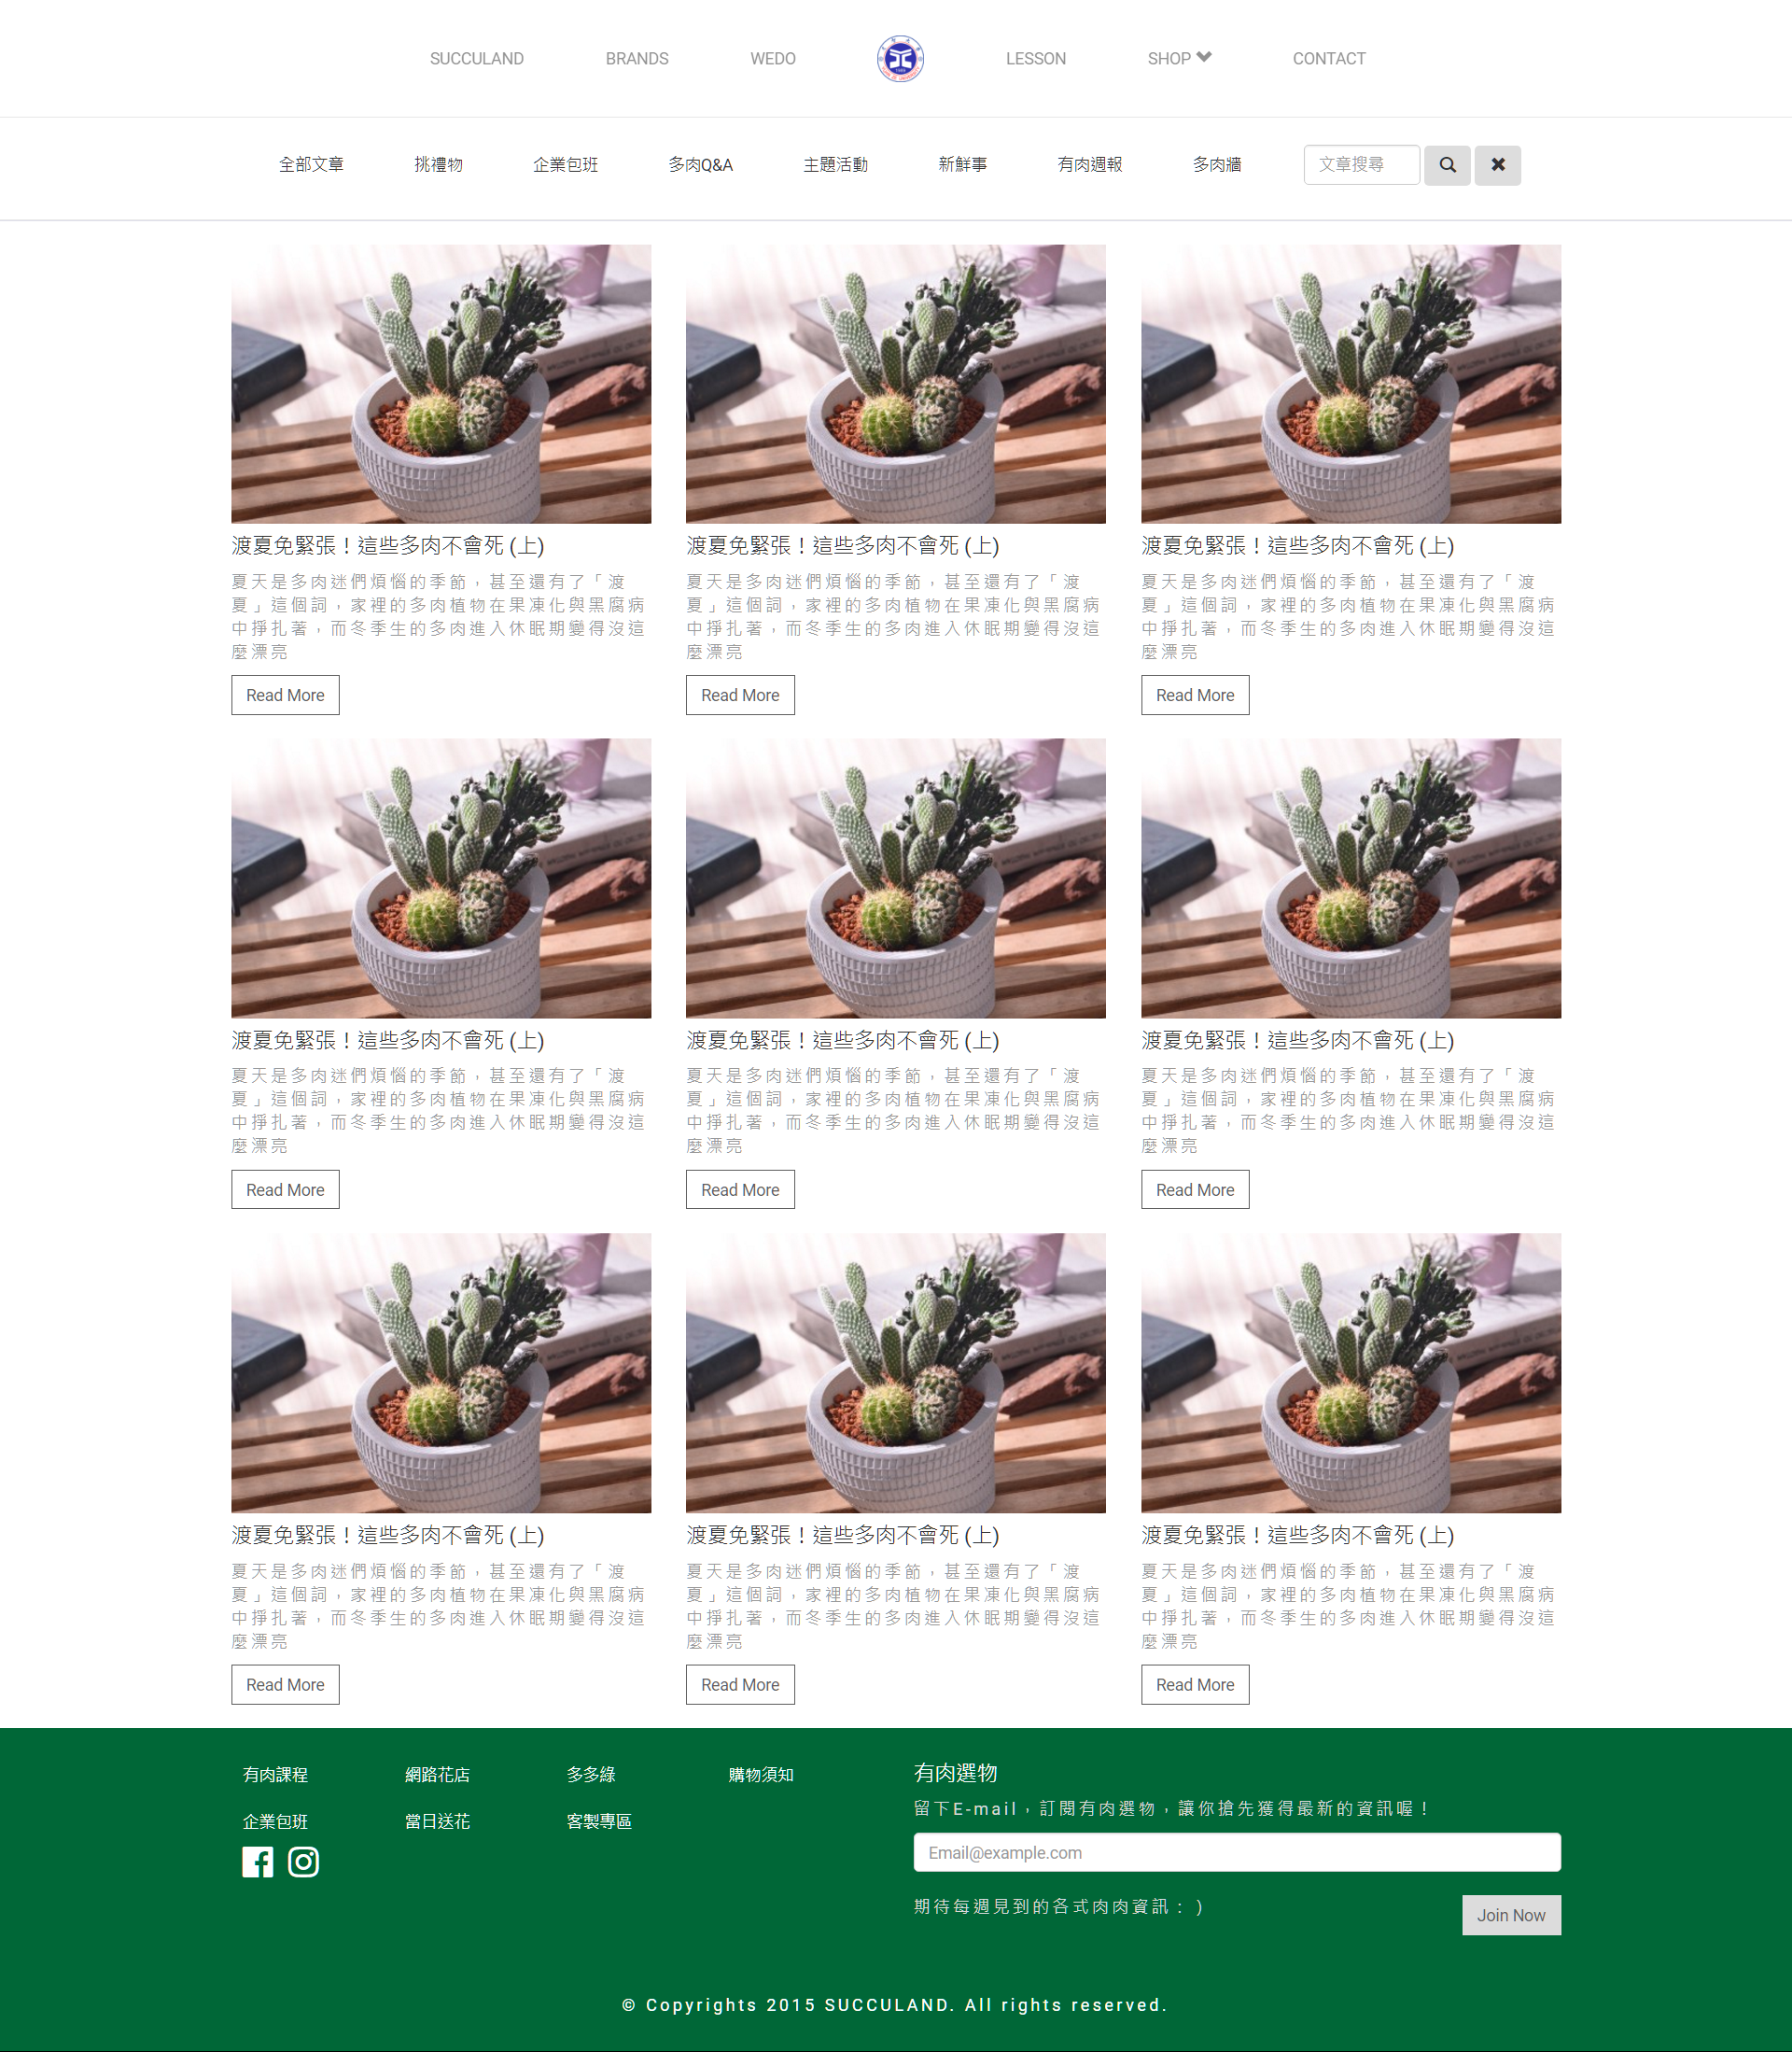 SUCCULAND BRANDS WEDO LESSON SHOP CONTACT
全部文章 挑禮物 企業包班 多肉Q&A 主題活動 新鮮事 有肉週報 多肉牆 文章搜尋
渡夏免緊張！這些多肉不會死 (上)
夏天是多肉迷們煩惱的季節，甚至還有了「渡
夏」這個詞，家裡的多肉植物在果凍化與黑腐病
中掙扎著，而冬季生的多肉進入休眠期變得沒這
麼漂亮
Read More
渡夏免緊張！這些多肉不會死 (上)
夏天是多肉迷們煩惱的季節，甚至還有了「渡
夏」這個詞，家裡的多肉植物在果凍化與黑腐病
中掙扎著，而冬季生的多肉進入休眠期變得沒這
麼漂亮
Read More
渡夏免緊張！這些多肉不會死 (上)
夏天是多肉迷們煩惱的季節，甚至還有了「渡
夏」這個詞，家裡的多肉植物在果凍化與黑腐病
中掙扎著，而冬季生的多肉進入休眠期變得沒這
麼漂亮
Read More
渡夏免緊張！這些多肉不會死 (上)
夏天是多肉迷們煩惱的季節，甚至還有了「渡
夏」這個詞，家裡的多肉植物在果凍化與黑腐病
中掙扎著，而冬季生的多肉進入休眠期變得沒這
麼漂亮
Read More
渡夏免緊張！這些多肉不會死 (上)
夏天是多肉迷們煩惱的季節，甚至還有了「渡
夏」這個詞，家裡的多肉植物在果凍化與黑腐病
中掙扎著，而冬季生的多肉進入休眠期變得沒這
麼漂亮
Read More
渡夏免緊張！這些多肉不會死 (上)
夏天是多肉迷們煩惱的季節，甚至還有了「渡
夏」這個詞，家裡的多肉植物在果凍化與黑腐病
中掙扎著，而冬季生的多肉進入休眠期變得沒這
麼漂亮
Read More
渡夏免緊張！這些多肉不會死 (上)
夏天是多肉迷們煩惱的季節，甚至還有了「渡
夏」這個詞，家裡的多肉植物在果凍化與黑腐病
中掙扎著，而冬季生的多肉進入休眠期變得沒這
麼漂亮
Read More
渡夏免緊張！這些多肉不會死 (上)
夏天是多肉迷們煩惱的季節，甚至還有了「渡
夏」這個詞，家裡的多肉植物在果凍化與黑腐病
中掙扎著，而冬季生的多肉進入休眠期變得沒這
麼漂亮
Read More
渡夏免緊張！這些多肉不會死 (上)
夏天是多肉迷們煩惱的季節，甚至還有了「渡
夏」這個詞，家裡的多肉植物在果凍化與黑腐病
中掙扎著，而冬季生的多肉進入休眠期變得沒這
麼漂亮
Read More
有肉課程 網路花店 多多綠 購物須知
企業包班 當日送花 客製專區
有肉選物
留下E-mail，訂閱有肉選物，讓你搶先獲得最新的資訊喔！
Email@example.com
期待每週見到的各式肉肉資訊：)
Join Now
© Copyrights 2015 SUCCULAND. All rights reserved.